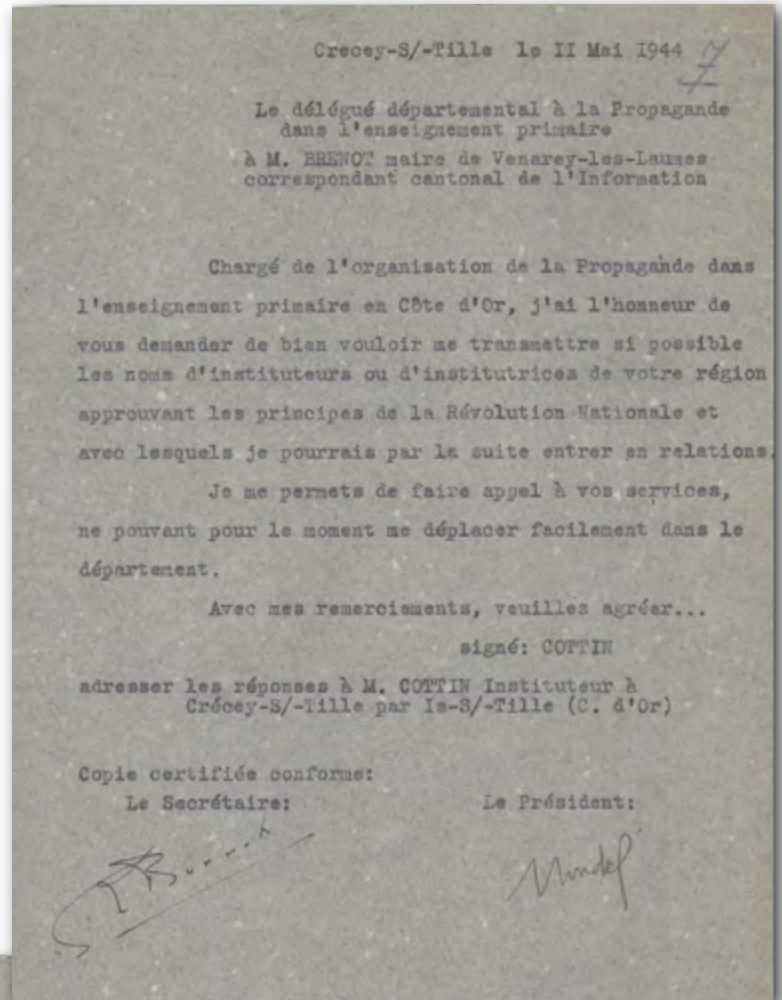 Crecey-S/-Tille le II Mai I944
7
Le délégué départemental à la Propagande
dans l'enseignement primaire
à M. BRENOT maire de Venarey-les-Laumes
correspondant cantonal de l'Information
Chargé de l'organisation de la Propagande dans
l'enseignement primaire en Côte d'Or, j'ai l'honneur de
vous demander de bien vouloir me transmettre si possible
les noms d'instituteurs ou d'institutrices de votre région
approuvant les principes de la Révolution Nationale et
avec lesquels je pourrais par la suite entrer en relations.
Je me permets de faire appel à vos services,
ne pouvant pour le moment me déplacer facilement dans le
département.
Avec mes remerciements, veuillez agréer...
signé: COTTIN
adresser les réponses à M. COTTIN Instituteur à
Crécey-S/-Tille par Is-S/-Tille (C. d'Or)
Copie certifiée conforme:
Le Secrétaire:
Le Président: